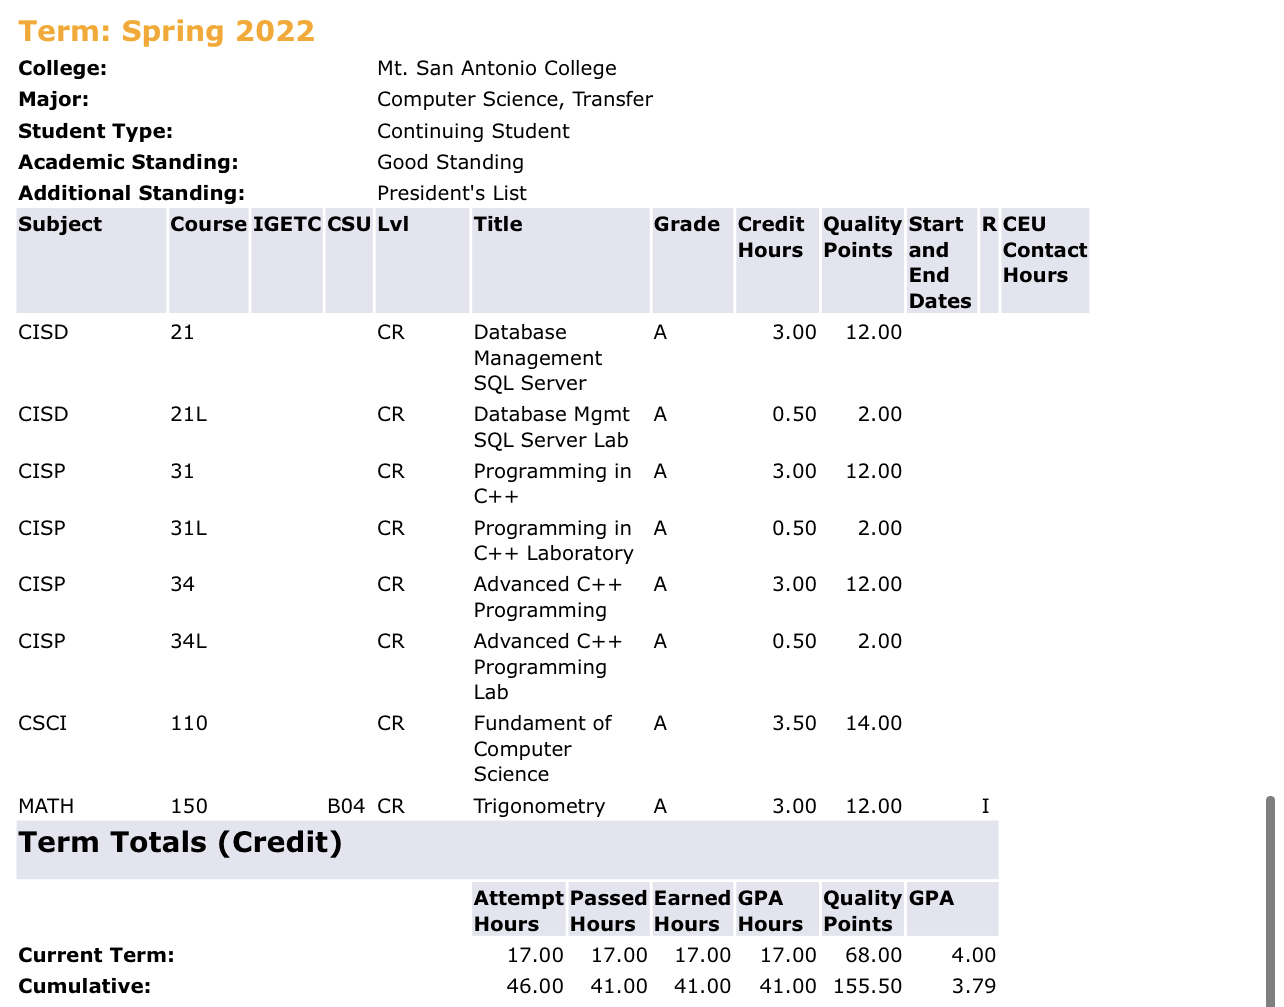 Term: Spring 2022
College: Mt. San Antonio College
Major: Computer Science, Transfer
Student Type: Continuing Student
Academic Standing: Good Standing
Additional Standing: President's List
Subject Course IGETC CSU Lvl Title Grade Credit Quality Start R CEU
Hours Points and Contact
End Hours
Dates
CISD 21 CR Database A 3.00 12.00
Management
SQL Server
CISD 21L CR Database Mgmt A 0.50 2.00
SQL Server Lab
CISP 31 CR Programming in A 3.00 12.00
C++
CISP 31L CR Programming in A 0.50 2.00
C++ Laboratory
CISP 34 CR Advanced C++ A 3.00 12.00
Programming
CISP 34L CR Advanced C++ A 0.50 2.00
Programming
Lab
CSCI 110 CR Fundament of A 3.50 14.00
Computer
Science
MATH 150 B04 CR Trigonometry A 3.00 12.00 I
Term Totals (Credit)
Attempt Passed Earned GPA Quality GPA
Hours Hours Hours Hours Points
Current Term: 17.00 17.00 17.00 17.00 68.00 4.00
Cumulative: 46.00 41.00 41.00 41.00 155.50 3.79